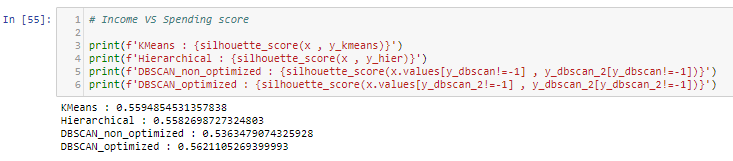 In [55]:
1 # Income VS Spending score
2
3 print(f'KMeans : {silhouette_score(x , y_kmeans)}')
4 print(f'Hierarchical : {silhouette_score(x , y_hier)}')
5 print(f'DBSCAN_non_optimized : {silhouette_score(x.values[y_dbscan!=-1] , y_dbscan_2[y_dbscan!=-1])}')
6 print(f'DBSCAN_optimized : {silhouette_score(x.values[y_dbscan_2!=-1] , y_dbscan_2[y_dbscan_2!=-1])}')
KMeans : 0.5594854531357838
Hierarchical : 0.5582698727324803
DBSCAN_non_optimized : 0.5363479074325928
DBSCAN_optimized : 0.5621105269399993